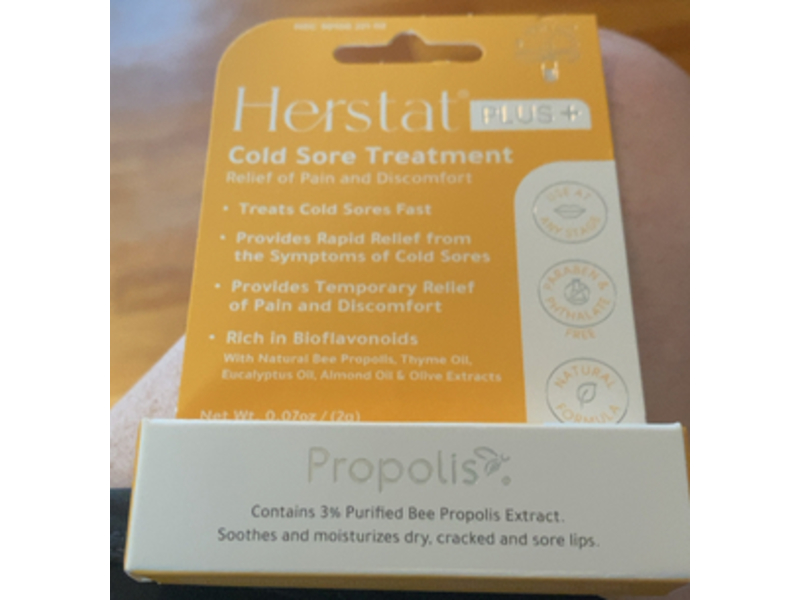 Herstat® PLUS +
Cold Sore Treatment
Relief of Pain and Discomfort
• Treats Cold Sores Fast
• Provides Rapid Relief from
the Symptoms of Cold Sores
• Provides Temporary Relief
of Pain and Discomfort
• Rich in Bioflavonoids
With Natural Bee Propolis, Thyme Oil,
Eucalyptus Oil, Almond Oil & Olive Extracts
Net Wt. 0.07oz / (2g)
USE AT
ANY STAGE
PARABEN &
PHTHALATE
FREE
NATURAL
FORMULA
Propolis®
Contains 3% Purified Bee Propolis Extract.
Soothes and moisturizes dry, cracked and sore lips.